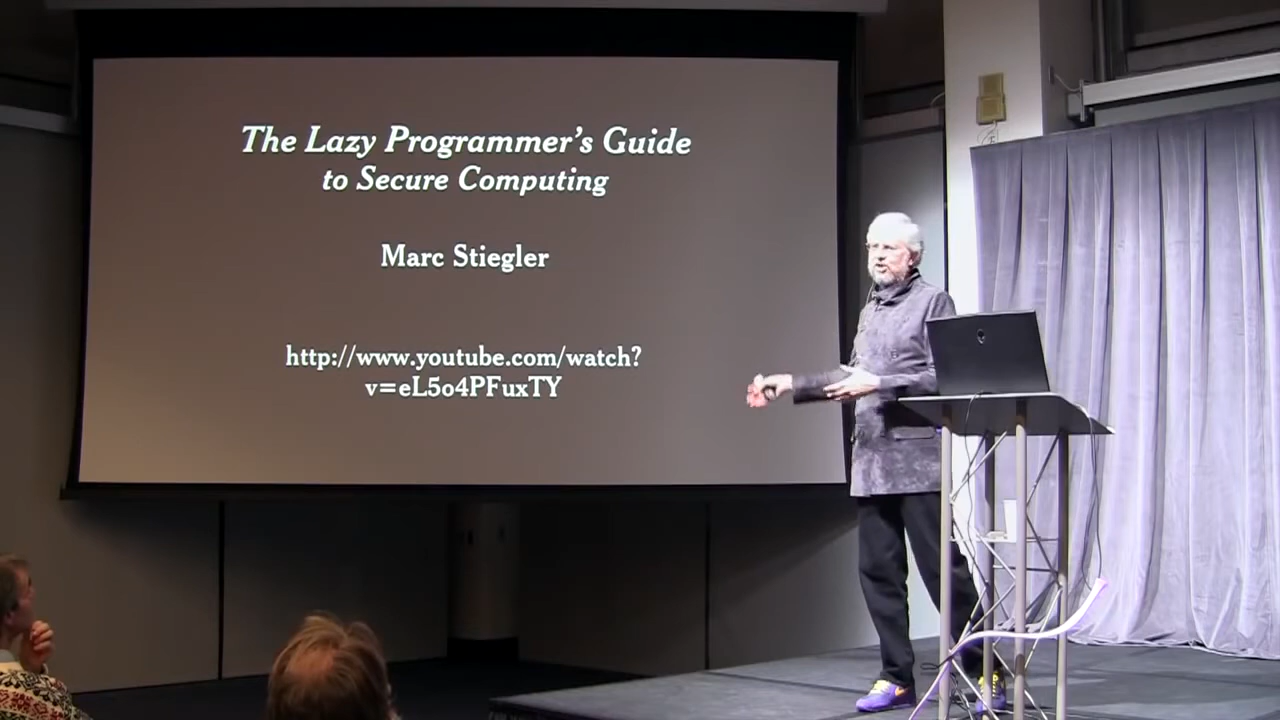 The Lazy Programmer's Guide
to Secure Computing
Marc Stiegler
http://www.youtube.com/watch?
v=eL5o4PFuxTY